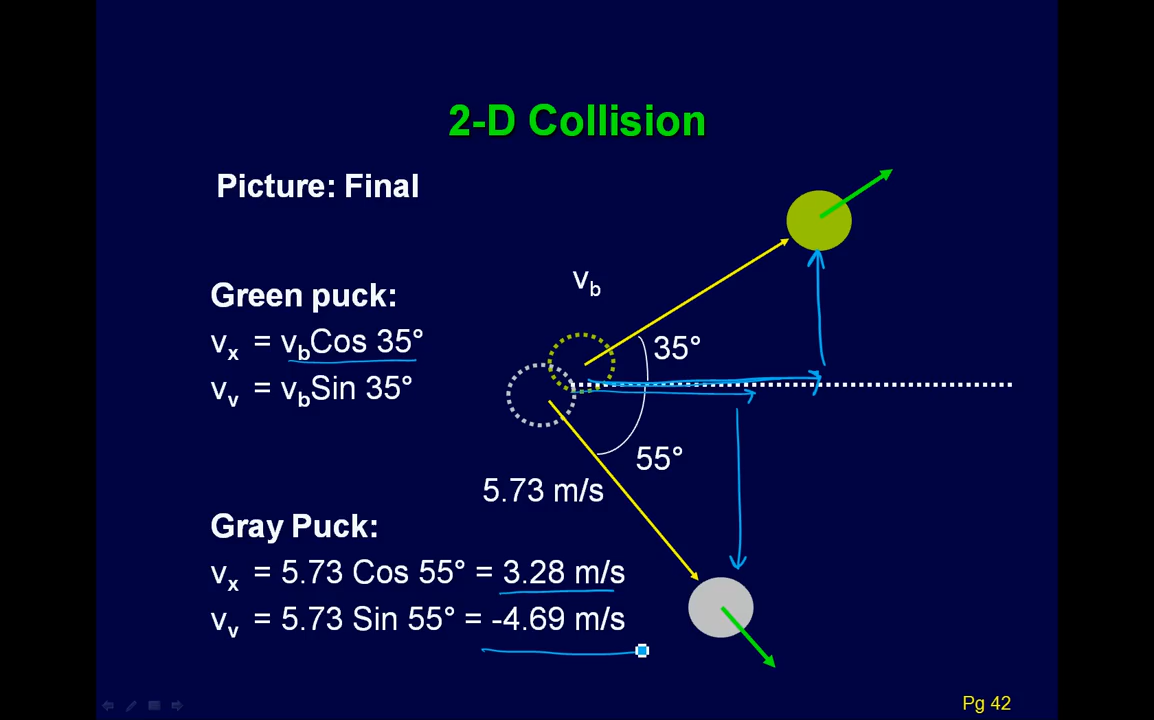 2-D Collision
Picture: Final
v_b
Green puck:
v_x = v_bCos 35°
v_y = v_bSin 35°
35°
55°
5.73 m/s
Gray Puck:
v_x = 5.73 Cos 55° = 3.28 m/s
v_y = 5.73 Sin 55° = -4.69 m/s
Pg 42